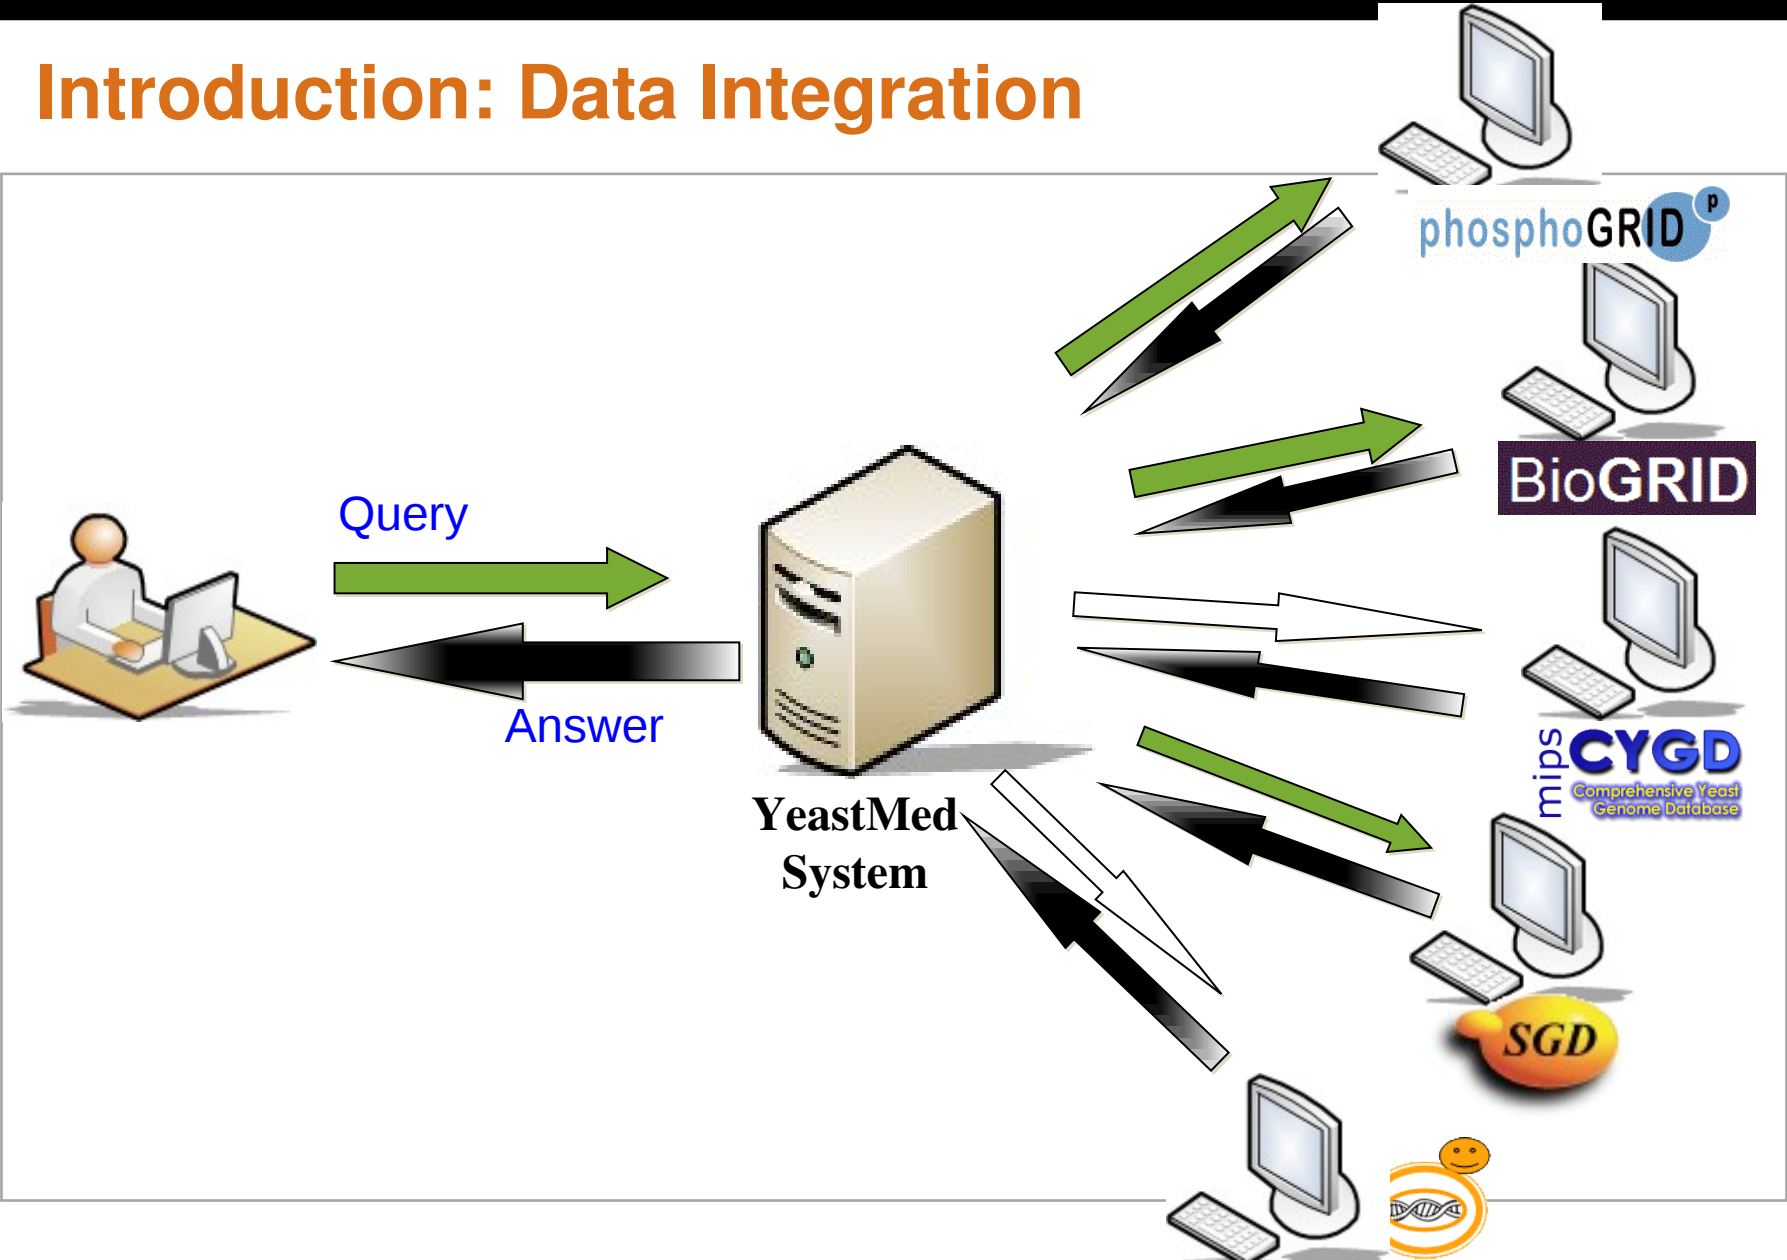 Introduction: Data Integration
phosphoGRID p
BioGRID
Query
Answer
YeastMed
System
mips
CYGD
Comprehensive Yeast
Genome Database
SGD